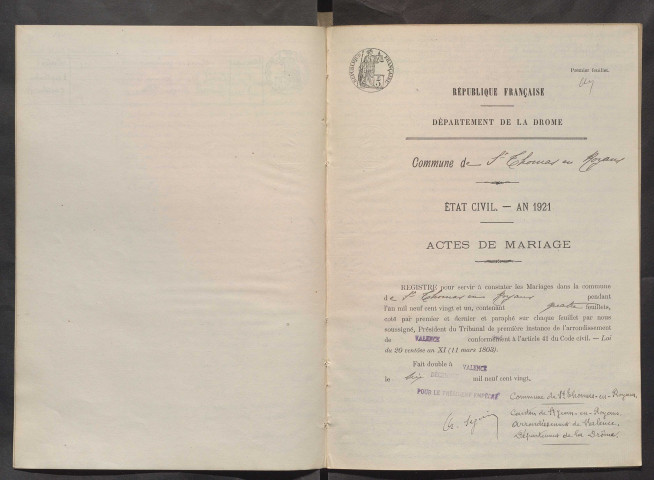 RÉPUBLIQUE FRANÇAISE
Premier feuillet.
RÉPUBLIQUE FRANÇAISE
DÉPARTEMENT DE LA DROME
Commune de St Thomas en Royans
ÉTAT CIVIL. — AN 1921
ACTES DE MARIAGE
REGISTRE pour servir à constater les Mariages dans la commune
de St Thomas en Royans pendant
l'an mil neuf cent vingt et un, contenant quatre feuillets,
coté par premier et dernier et paraphé sur chaque feuillet par nous
soussigné, Président du Tribunal de première instance de l'arrondissement
de VALENCE conformément à l'article 41 du Code civil. — Loi
du 20 ventôse an XI (11 mars 1803).
Fait double à VALENCE
le six DÉCEMBRE mil neuf cent vingt.
POUR LE PRÉSIDENT EMPÊCHÉ
Commune de St Thomas-en-Royans,
Canton de St Jean-en-Royans,
Arrondissement de Valence,
Département de la Drôme.